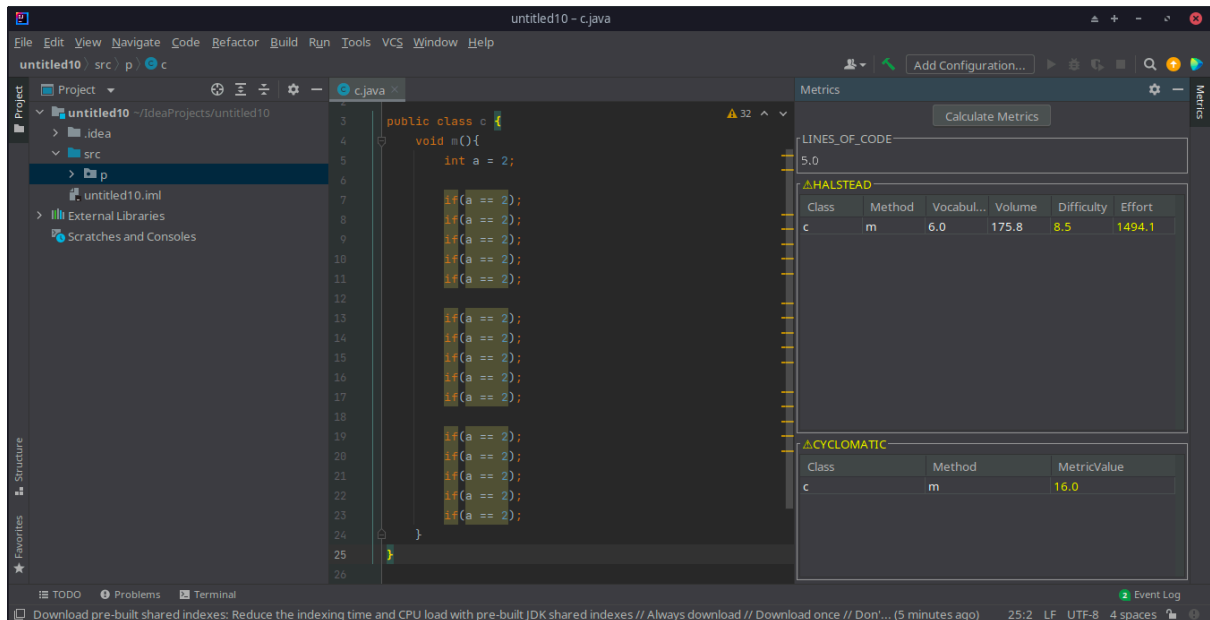 untitled10 – c.java
File Edit View Navigate Code Refactor Build Run Tools VCS Window Help
untitled10 〉 src 〉 p 〉 c
Add Configuration...
Project
Project
c.java
Metrics
Metrics
untitled10 ~/IdeaProjects/untitled10
.idea
src
p
untitled10.iml
External Libraries
Scratches and Consoles
32
2
3 public class c {
4 void m(){
5 int a = 2;
6
7 if(a == 2);
8 if(a == 2);
9 if(a == 2);
10 if(a == 2);
11 if(a == 2);
12
13 if(a == 2);
14 if(a == 2);
15 if(a == 2);
16 if(a == 2);
17 if(a == 2);
18
19 if(a == 2);
20 if(a == 2);
21 if(a == 2);
22 if(a == 2);
23 if(a == 2);
24 }
25 }
26
Calculate Metrics
LINES_OF_CODE
5.0
⚠HALSTEAD
Class Method Vocabul... Volume Difficulty Effort
c m 6.0 175.8 8.5 1494.1
⚠CYCLOMATIC
Class Method MetricValue
c m 16.0
Structure
Favorites
TODO Problems Terminal
2 Event Log
Download pre-built shared indexes: Reduce the indexing time and CPU load with pre-built JDK shared indexes // Always download // Download once // Don'... (5 minutes ago) 25:2 LF UTF-8 4 spaces